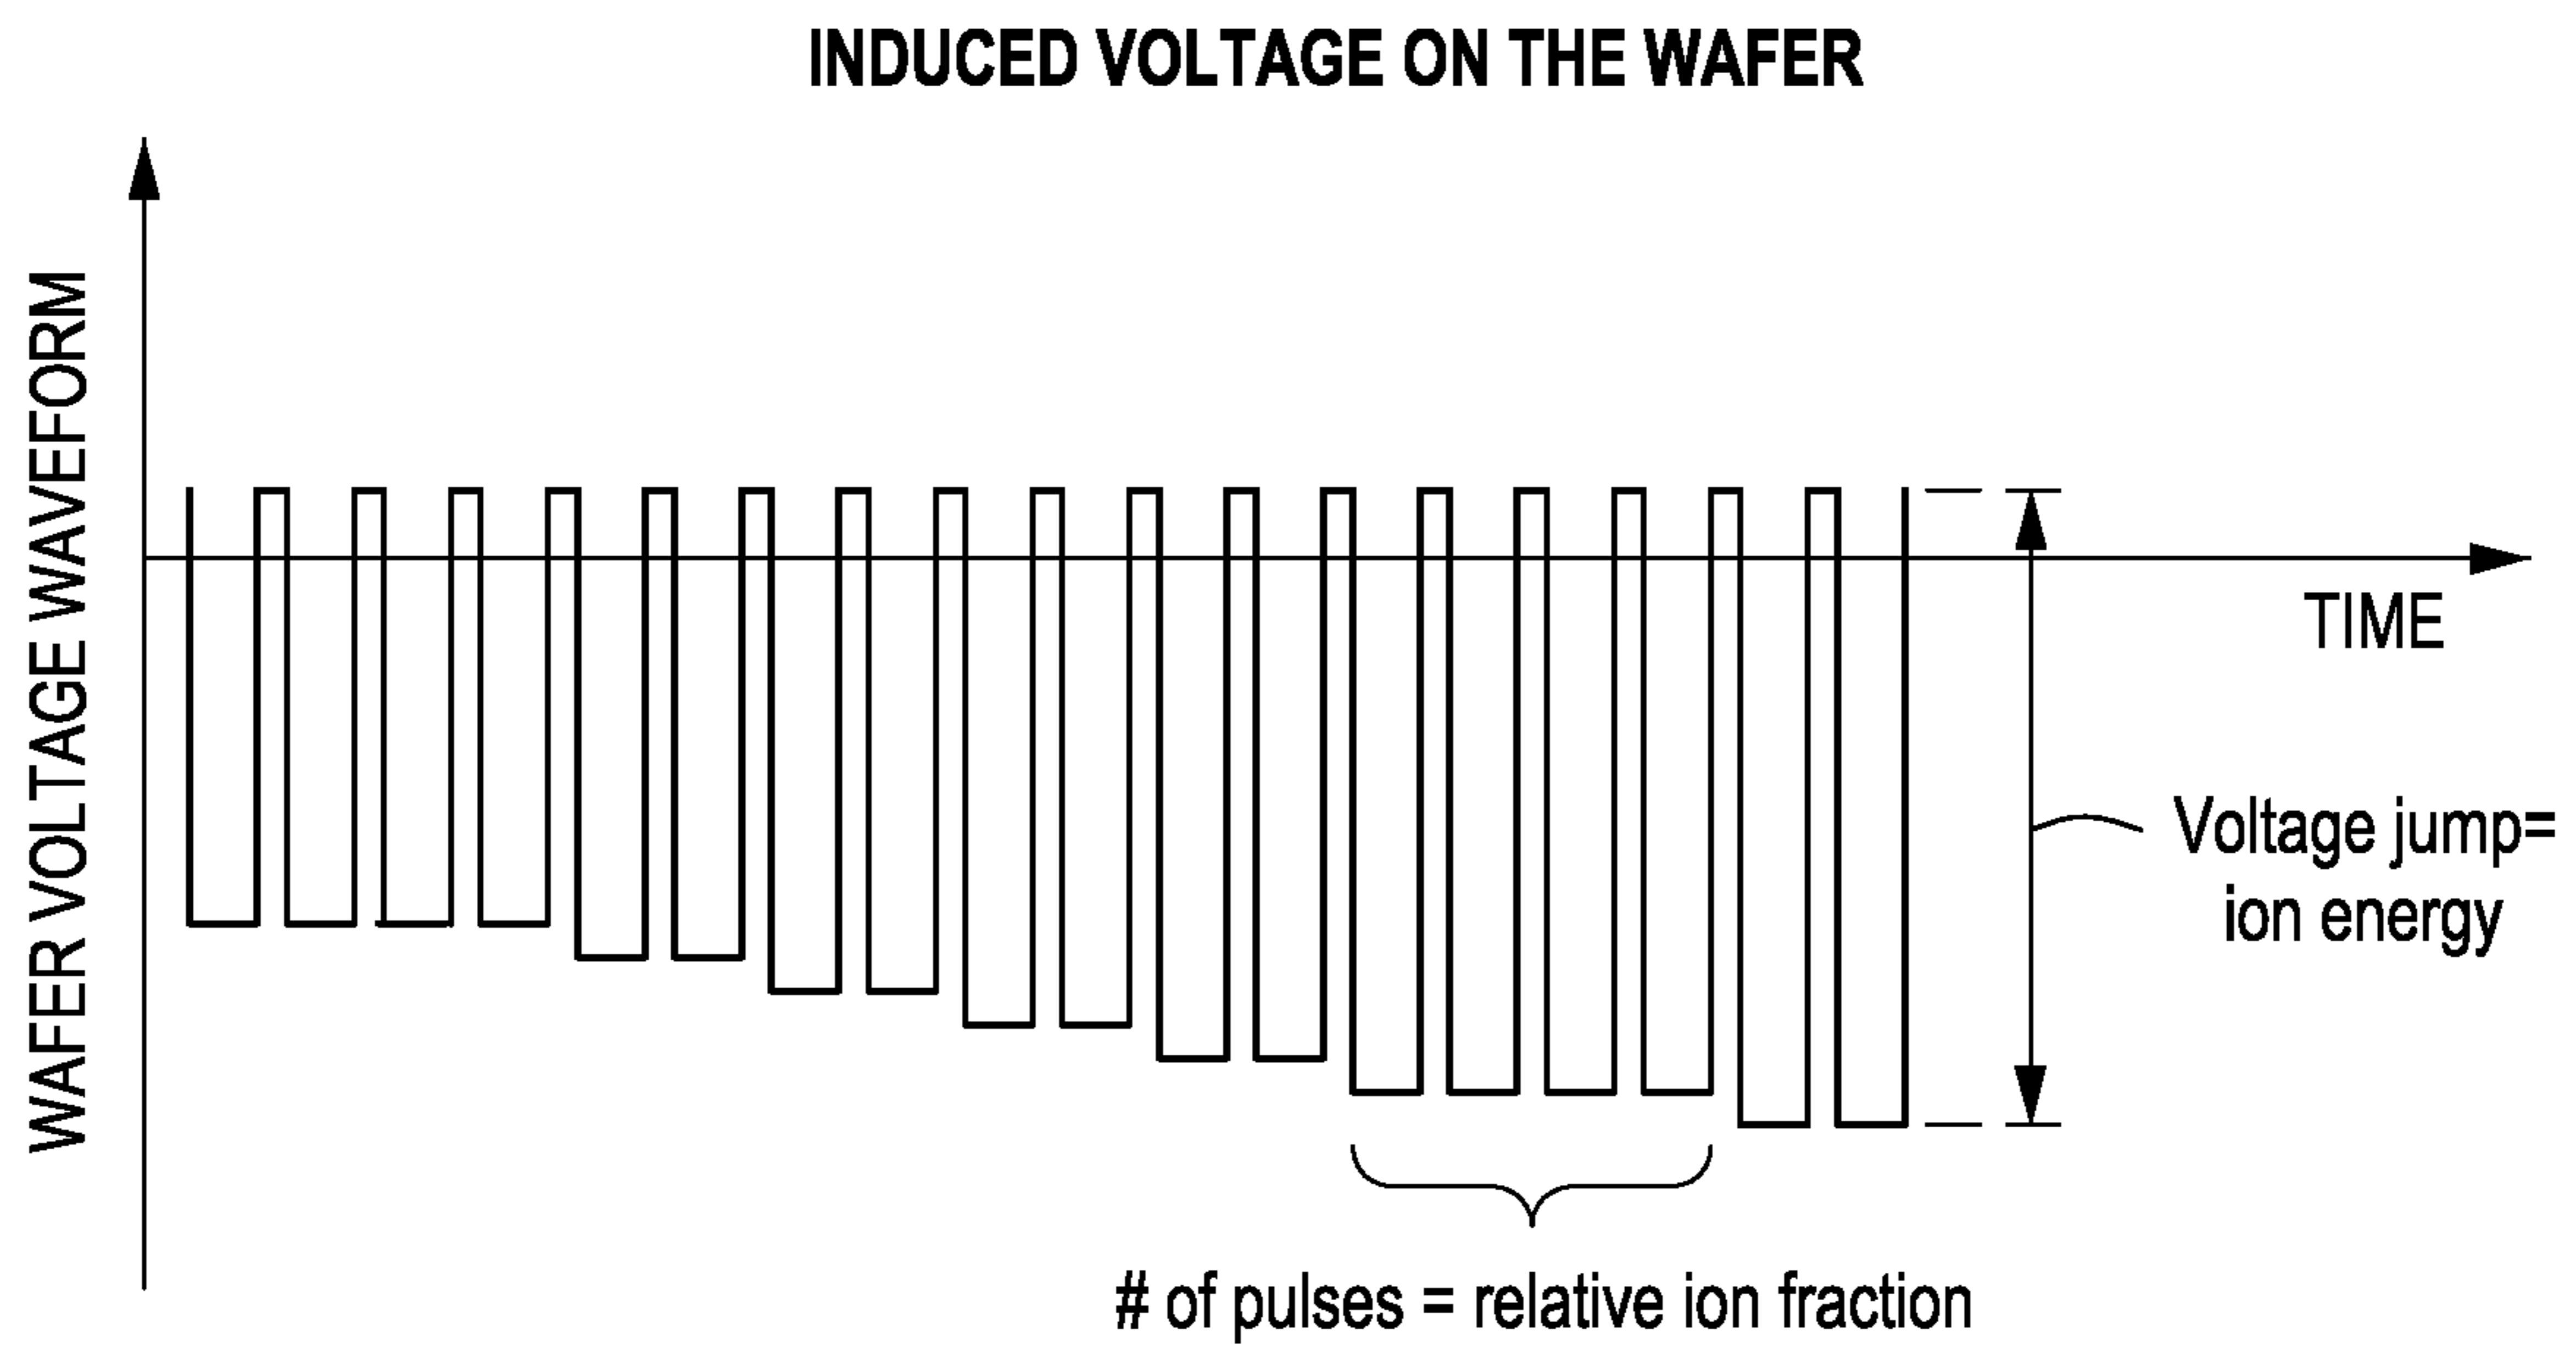 INDUCED VOLTAGE ON THE WAFER
WAFER VOLTAGE WAVEFORM
TIME
Voltage jump=
ion energy
# of pulses = relative ion fraction